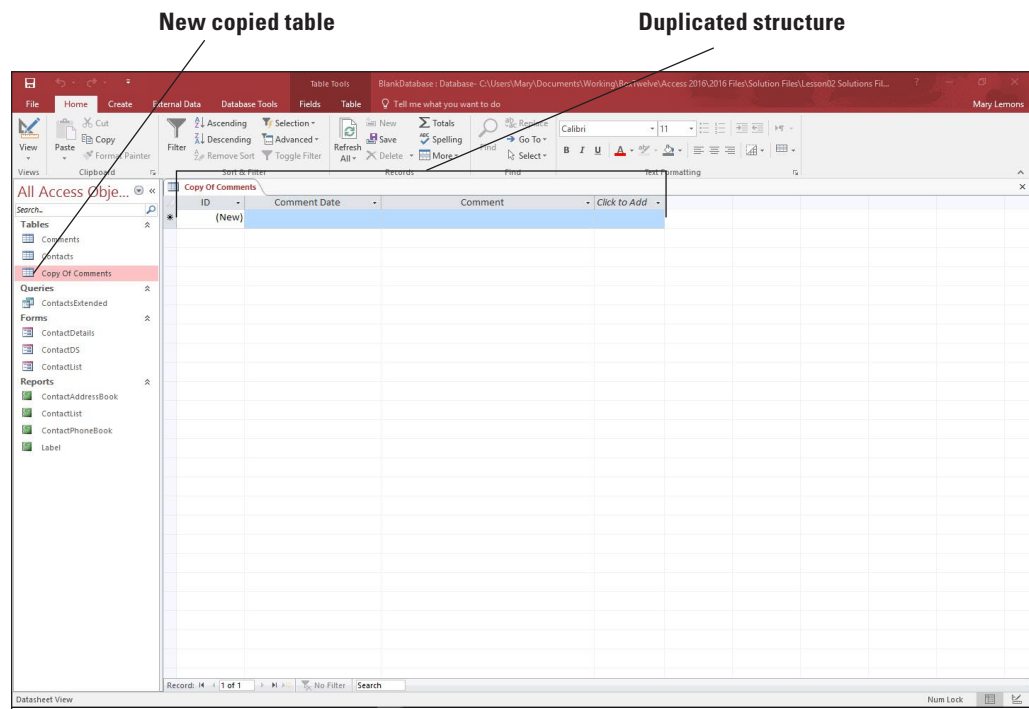 New copied table
Duplicated structure
Table Tools
BlankDatabase : Database- C:\Users\Mary\Documents\Working\BoxTwelve\Access 2016\2016 Files\Solution Files\Lesson02 Solutions Fil...
?
File Home Create External Data Database Tools Fields Table Tell me what you want to do
Mary Lemons
View
Paste
Cut
Copy
Format Painter
Filter
Ascending
Descending
Remove Sort
Selection
Advanced
Toggle Filter
Refresh All
New
Save
Delete
Totals
Spelling
More
Find
Replace
Go To
Select
Calibri 11
B I U A
Views Clipboard Sort & Filter Records Find Text Formatting
All Access Obje...
Search..
Tables
Comments
Contacts
Copy Of Comments
Queries
ContactsExtended
Forms
ContactDetails
ContactDS
ContactList
Reports
ContactAddressBook
ContactList
ContactPhoneBook
Label
Copy Of Comments
ID Comment Date Comment Click to Add
* (New)
Record: 1 of 1 No Filter Search
Datasheet View
Num Lock